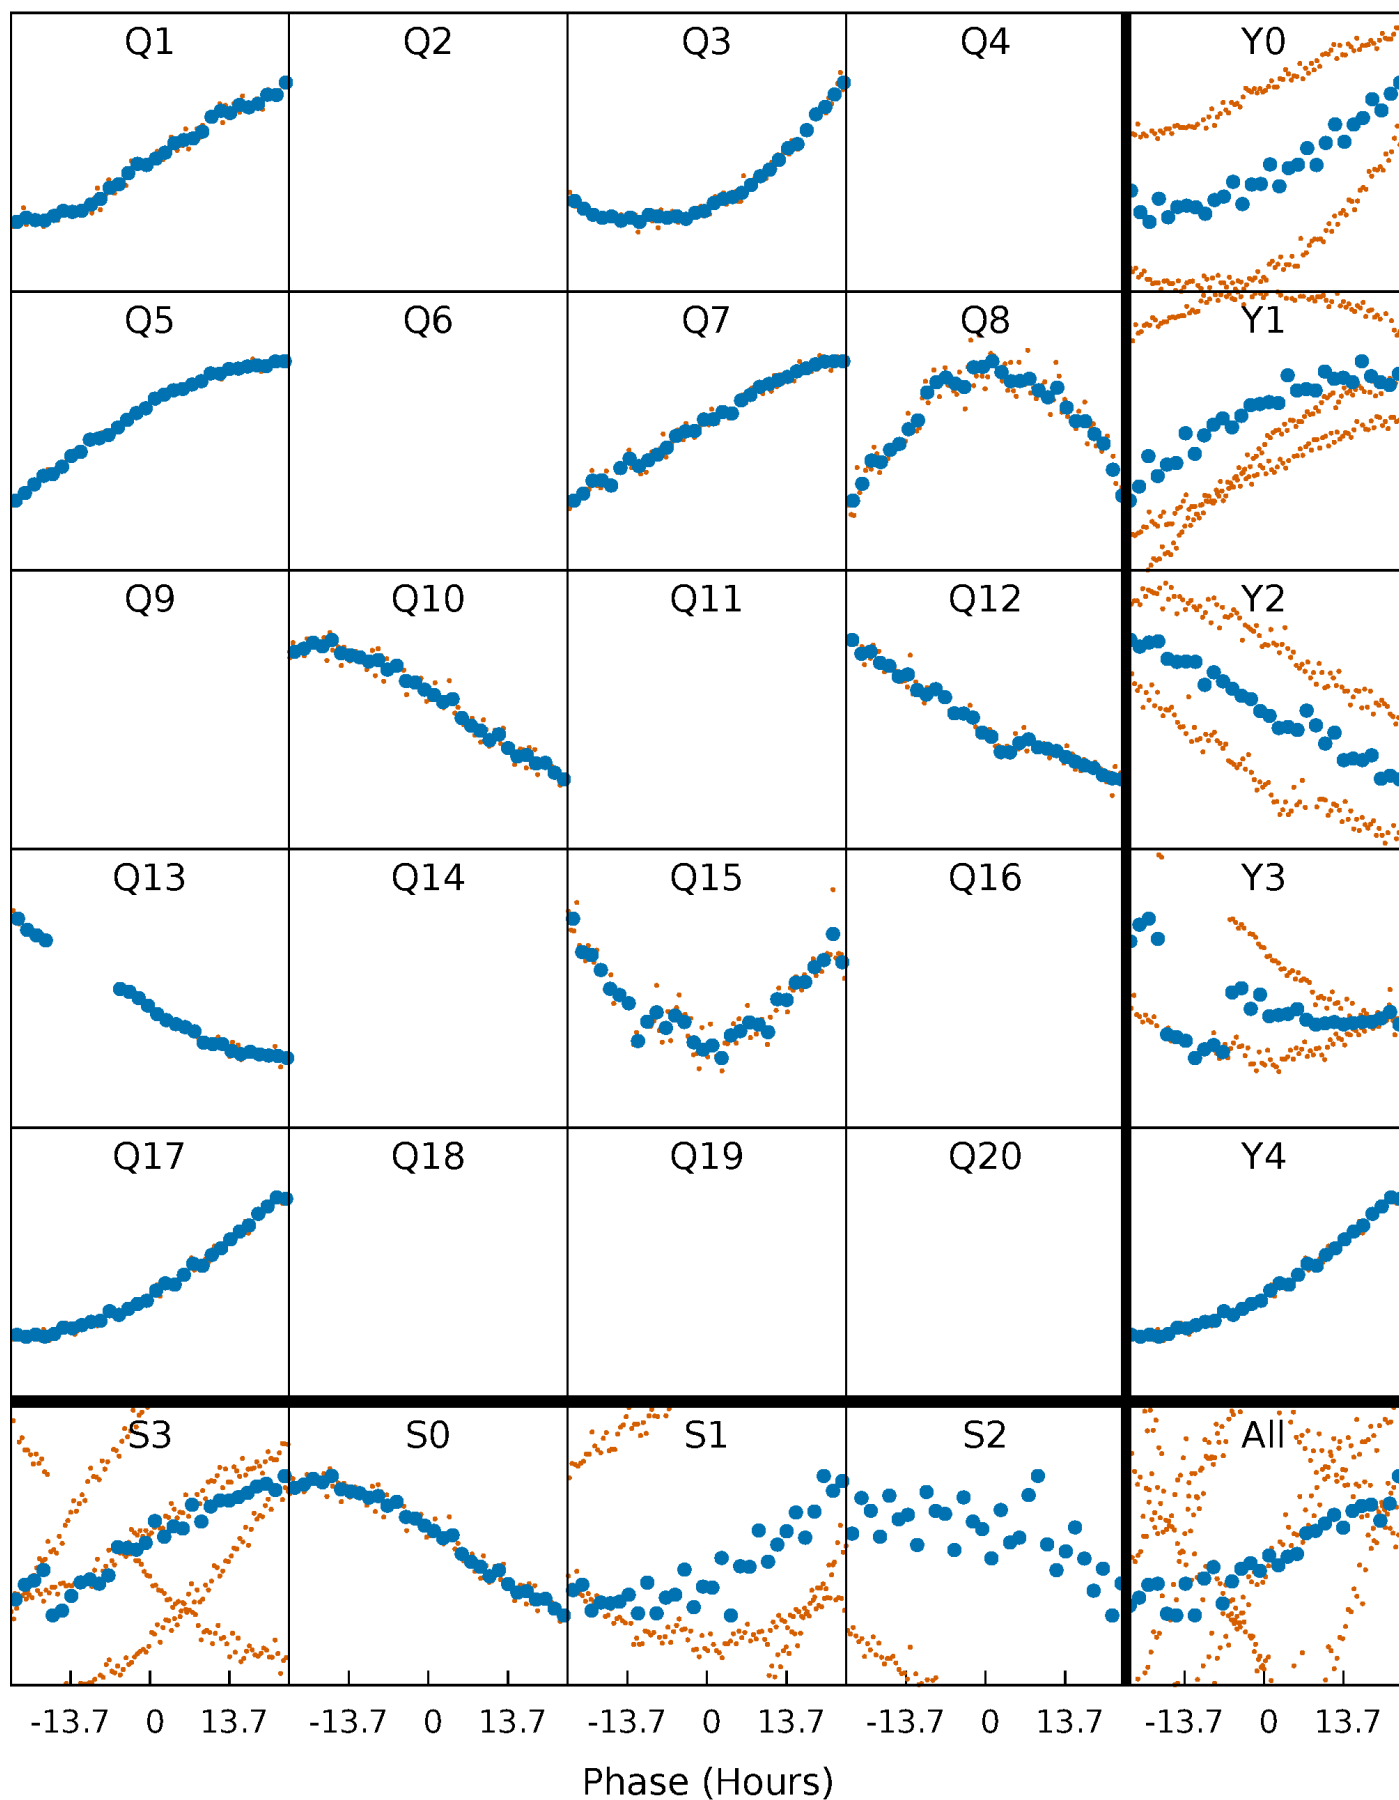 Q1 Q2 Q3 Q4 Y0
Q5 Q6 Q7 Q8 Y1
Q9 Q10 Q11 Q12 Y2
Q13 Q14 Q15 Q16 Y3
Q17 Q18 Q19 Q20 Y4
S3 S0 S1 S2 All
-13.7 0 13.7 -13.7 0 13.7 -13.7 0 13.7 -13.7 0 13.7 -13.7 0 13.7
Phase (Hours)